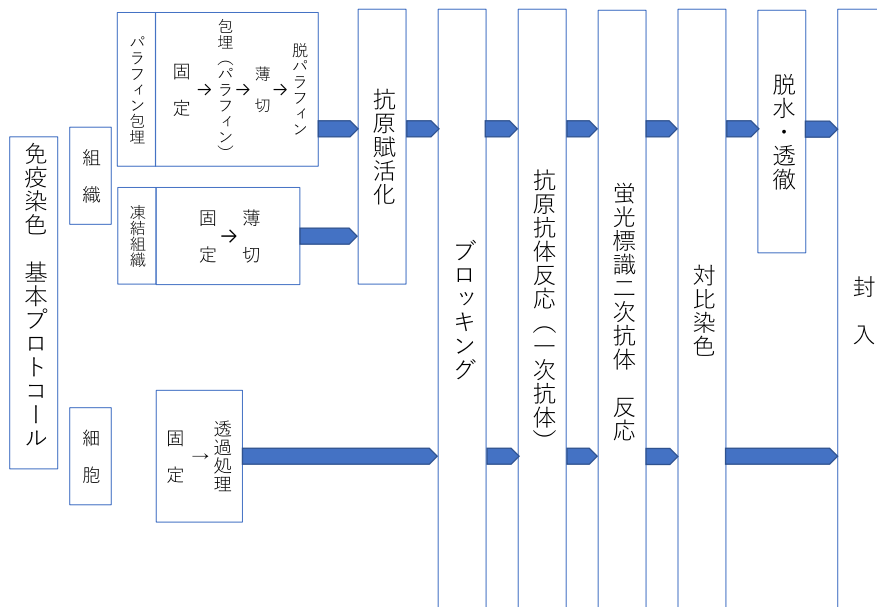 免疫染色 基本プロトコール
組織
パラフィン包埋
固定
→
包埋(パラフィン)
→
薄切
→
脱パラフィン
凍結組織
固定
→
薄切
抗原賦活化
細胞
固定
→
透過処理
ブロッキング
抗原抗体反応(一次抗体)
蛍光標識二次抗体 反応
対比染色
脱水・透徹
封入